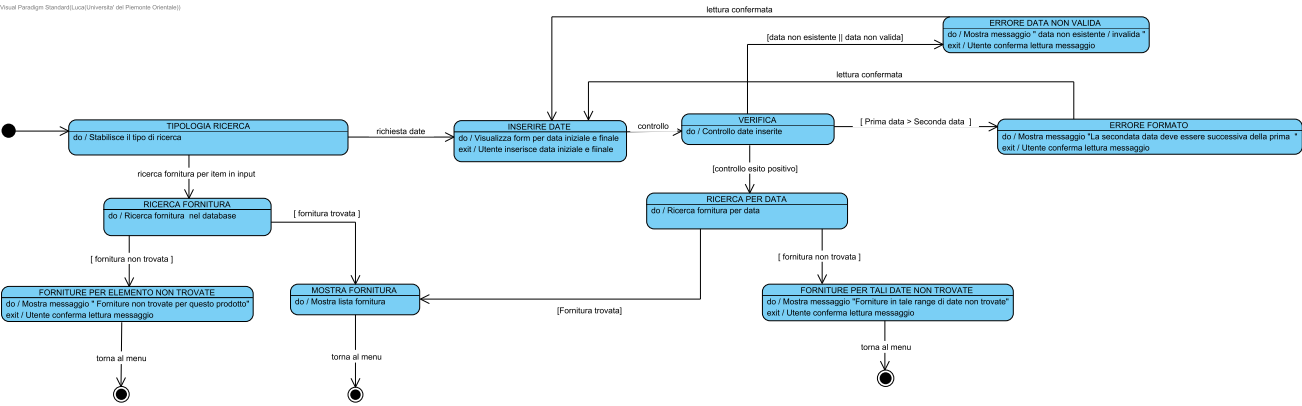 Visual Paradigm Standard(Luca(Universita' del Piemonte Orientale))
lettura confermata
ERRORE DATA NON VALIDA
do / Mostra messaggio " data non esistente / invalida "
exit / Utente conferma lettura messaggio
[data non esistente || data non valida]
lettura confermata
TIPOLOGIA RICERCA
do / Stabilisce il tipo di ricerca
richiesta date
INSERIRE DATE
do / Visualizza form per data iniziale e finale
exit / Utente inserisce data iniziale e fiinale
controllo
VERIFICA
do / Controllo date inserite
[ Prima data > Seconda data ]
ERRORE FORMATO
do / Mostra messaggio "La secondata data deve essere successiva della prima "
exit / Utente conferma lettura messaggio
ricerca fornitura per item in input
[controllo esito positivo]
RICERCA FORNITURA
do / Ricerca fornitura nel database
[ fornitura trovata ]
RICERCA PER DATA
do / Ricerca fornitura per data
[ fornitura non trovata ]
[ fornitura non trovata ]
FORNITURE PER ELEMENTO NON TROVATE
do / Mostra messaggio " Forniture non trovate per questo prodotto"
exit / Utente conferma lettura messaggio
MOSTRA FORNITURA
do / Mostra lista fornitura
[Fornitura trovata]
FORNITURE PER TALI DATE NON TROVATE
do / Mostra messaggio "Forniture in tale range di date non trovate"
exit / Utente conferma lettura messaggio
torna al menu
torna al menu
torna al menu